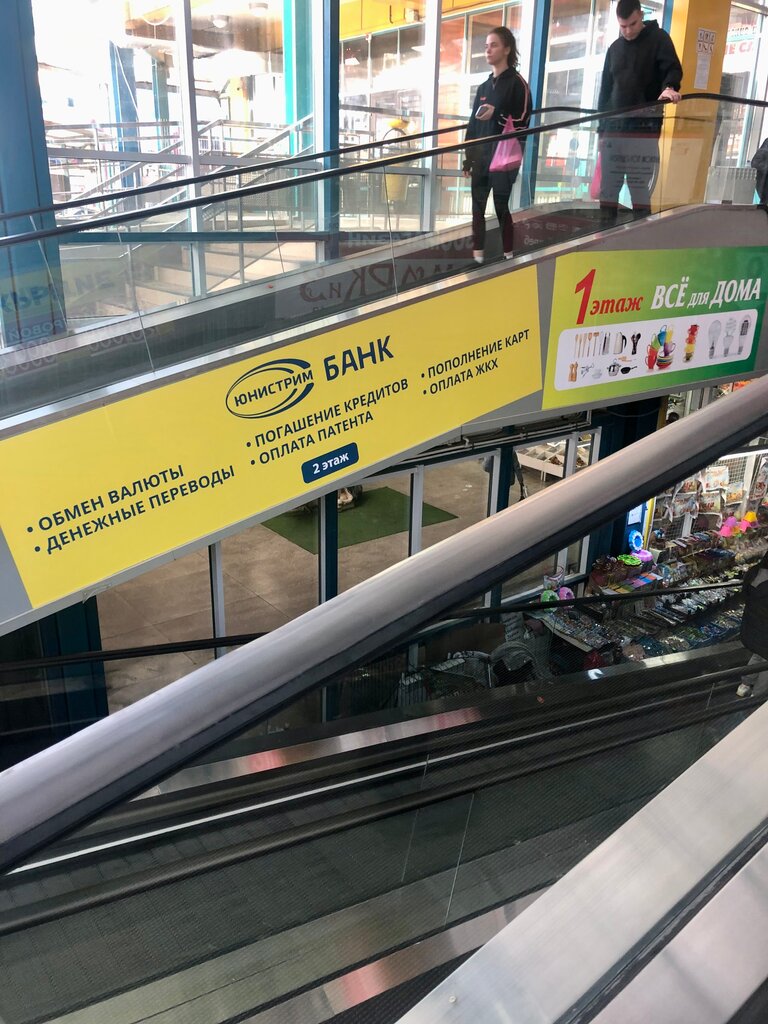 ЮНИСТРИМ БАНК
• ОБМЕН ВАЛЮТЫ
• ДЕНЕЖНЫЕ ПЕРЕВОДЫ
• ПОГАШЕНИЕ КРЕДИТОВ
• ОПЛАТА ПАТЕНТА
• ПОПОЛНЕНИЕ КАРТ
• ОПЛАТА ЖКХ
2 этаж
1 этаж ВСЁ для ДОМА